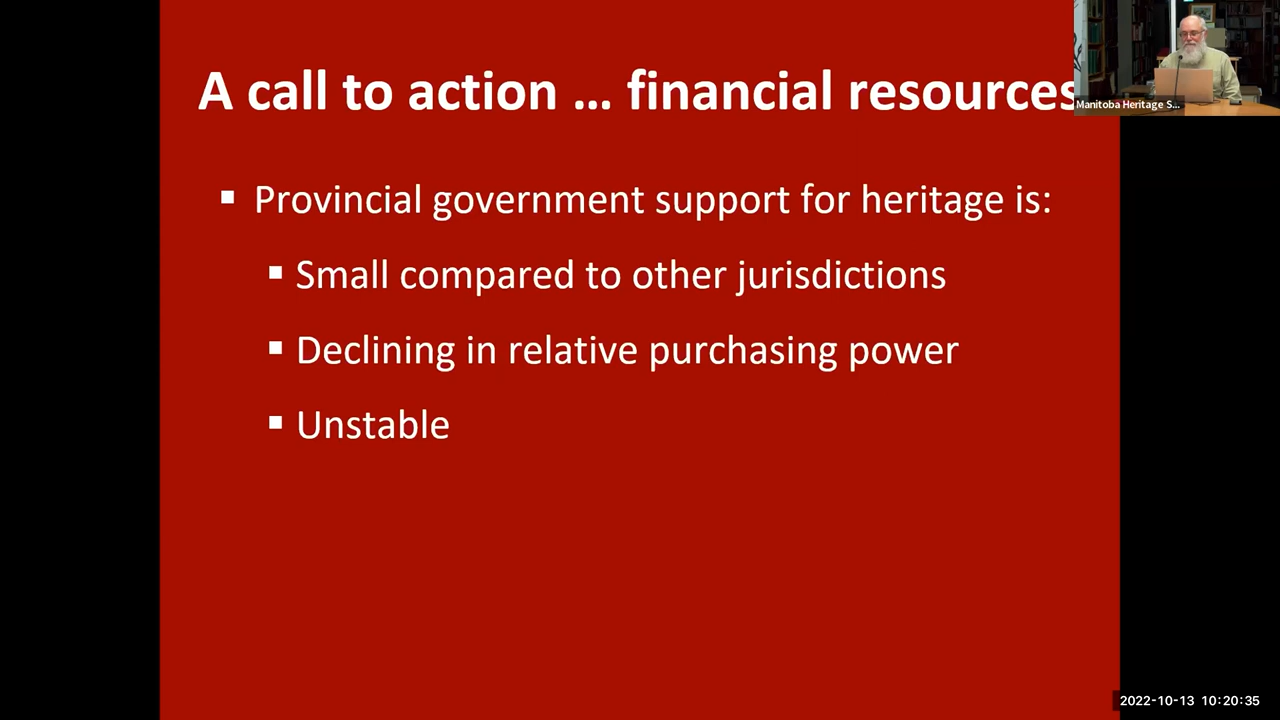 A call to action ... financial resources
Manitoba Heritage S...
▪ Provincial government support for heritage is:
▪ Small compared to other jurisdictions
▪ Declining in relative purchasing power
▪ Unstable
2022-10-13 10:20:35